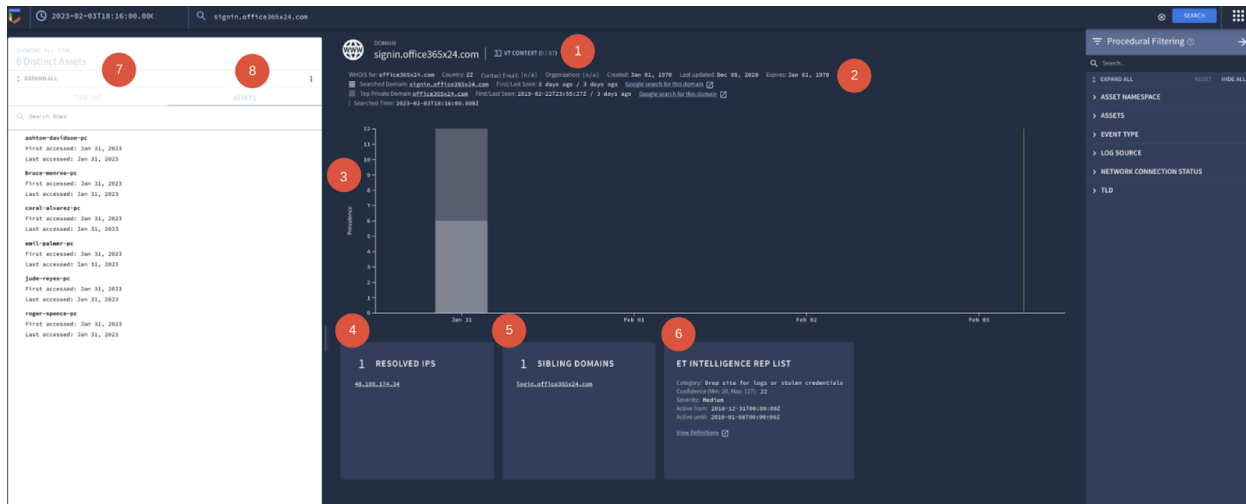 2023-02-03T18:16:00.000
signin.office365x24.com
SEARCH
SHOWING ALL TIME
6 Distinct Assets
7
8
EXPAND ALL
TIMELINE
ASSETS
Search Rows
ashton-davidson-pc
First accessed: Jan 31, 2023
Last accessed: Jan 31, 2023
bruce-monroe-pc
First accessed: Jan 31, 2023
Last accessed: Jan 31, 2023
coral-alvarez-pc
First accessed: Jan 31, 2023
Last accessed: Jan 31, 2023
emil-palmer-pc
First accessed: Jan 31, 2023
Last accessed: Jan 31, 2023
jude-reyes-pc
First accessed: Jan 31, 2023
Last accessed: Jan 31, 2023
roger-spence-pc
First accessed: Jan 31, 2023
Last accessed: Jan 31, 2023
WWW
DOMAIN
signin.office365x24.com VT CONTEXT (0 / 87)
1
WHOIS for: office365x24.com Country: ZZ Contact Email: [n/a] Organization: [n/a] Created: Jan 01, 1970 Last updated: Dec 08, 2020 Expires: Jan 01, 1970
2
Searched Domain: signin.office365x24.com First/Last Seen: 3 days ago / 3 days ago Google search for this domain
Top Private Domain office365x24.com First/Last Seen: 2019-02-22T23:55:27Z / 3 days ago Google search for this domain
Searched Time: 2023-02-03T18:16:00.000Z
3
Prevalence
12
11
10
9
8
7
6
5
4
3
2
1
0
Jan 31
Feb 01
Feb 02
Feb 03
4
1 RESOLVED IPS
40.100.174.34
5
1 SIBLING DOMAINS
login.office365x24.com
6
ET INTELLIGENCE REP LIST
Category: Drop site for logs or stolen credentials
Confidence (Min: 20, Max: 127): 22
Severity: Medium
Active from: 2018-12-31T00:00:00Z
Active until: 2019-01-08T00:00:00Z
View Definitions
Procedural Filtering
Search...
EXPAND ALL
RESET
HIDE ALL
ASSET NAMESPACE
ASSETS
EVENT TYPE
LOG SOURCE
NETWORK CONNECTION STATUS
TLD